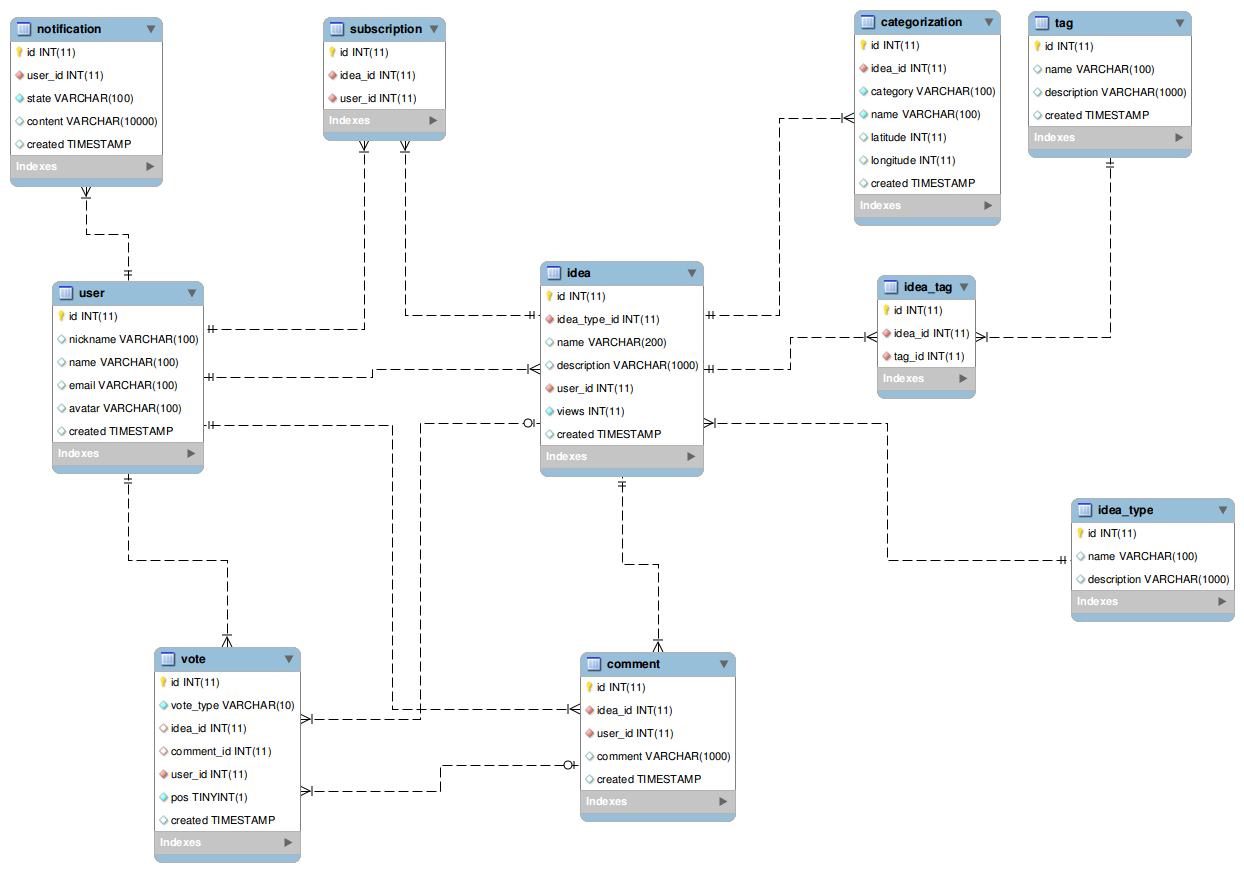 notification
id INT(11)
user_id INT(11)
state VARCHAR(100)
content VARCHAR(10000)
created TIMESTAMP
Indexes
subscription
id INT(11)
idea_id INT(11)
user_id INT(11)
Indexes
categorization
id INT(11)
idea_id INT(11)
category VARCHAR(100)
name VARCHAR(100)
latitude INT(11)
longitude INT(11)
created TIMESTAMP
Indexes
tag
id INT(11)
name VARCHAR(100)
description VARCHAR(1000)
created TIMESTAMP
Indexes
user
id INT(11)
nickname VARCHAR(100)
name VARCHAR(100)
email VARCHAR(100)
avatar VARCHAR(100)
created TIMESTAMP
Indexes
idea
id INT(11)
idea_type_id INT(11)
name VARCHAR(200)
description VARCHAR(1000)
user_id INT(11)
views INT(11)
created TIMESTAMP
Indexes
idea_tag
id INT(11)
idea_id INT(11)
tag_id INT(11)
Indexes
idea_type
id INT(11)
name VARCHAR(100)
description VARCHAR(1000)
Indexes
vote
id INT(11)
vote_type VARCHAR(10)
idea_id INT(11)
comment_id INT(11)
user_id INT(11)
pos TINYINT(1)
created TIMESTAMP
Indexes
comment
id INT(11)
idea_id INT(11)
user_id INT(11)
comment VARCHAR(1000)
created TIMESTAMP
Indexes